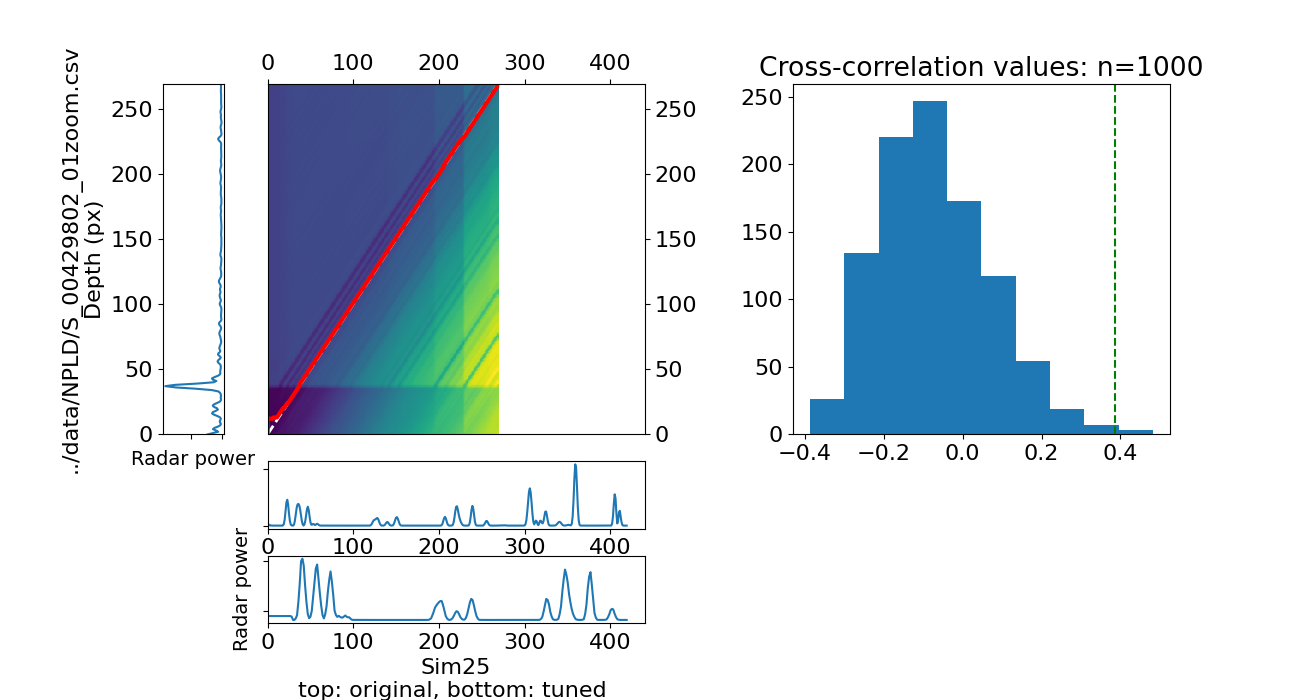 0 100 200 300 400
Cross-correlation values: n=1000
../data/NPLD/S_00429802_01zoom.csv
Depth (px)
250
200
150
100
50
0
250
200
150
100
50
0
250
200
150
100
50
0
−0.4 −0.2 0.0 0.2 0.4
Radar power
0 100 200 300 400
Radar power
0 100 200 300 400
Sim25
top: original, bottom: tuned